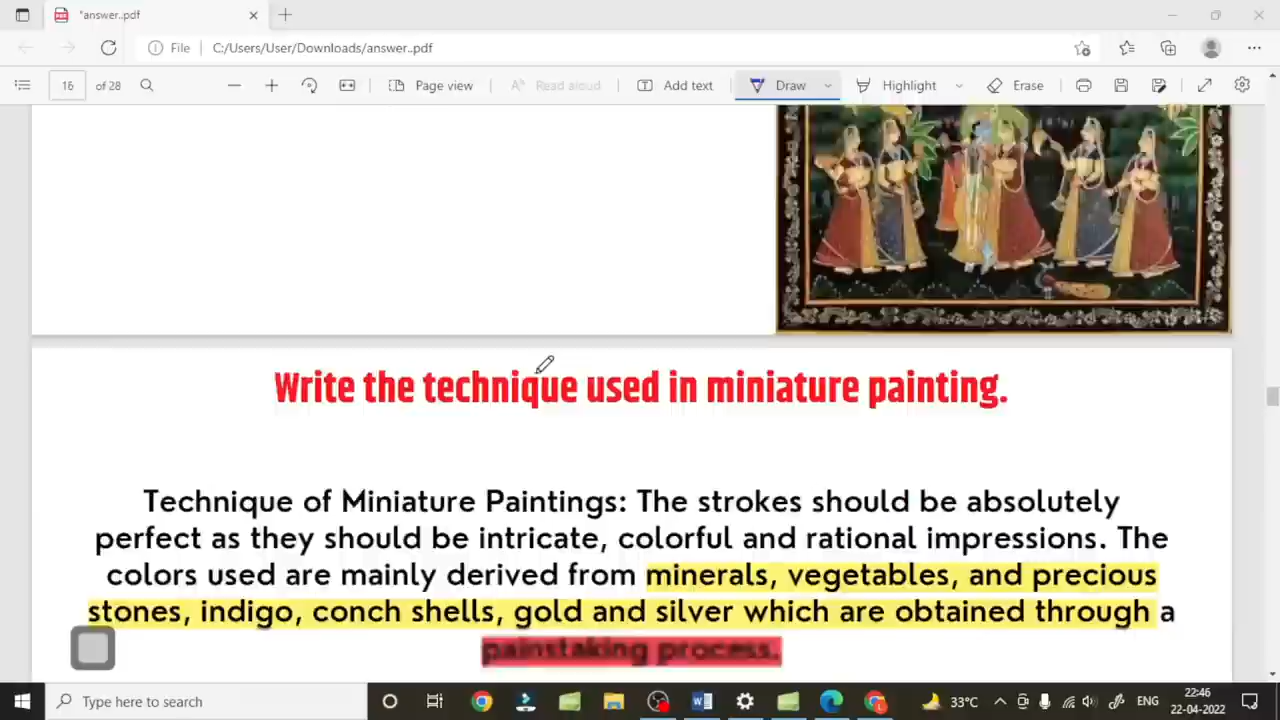 *answer..pdf
File
C:/Users/User/Downloads/answer..pdf
16
of 28
Page view
Read aloud
Add text
Draw
Highlight
Erase
Write the technique used in miniature painting.
Technique of Miniature Paintings: The strokes should be absolutely
perfect as they should be intricate, colorful and rational impressions. The
colors used are mainly derived from minerals, vegetables, and precious
stones, indigo, conch shells, gold and silver which are obtained through a
painstaking process.
Type here to search
33°C
ENG
22:46
22-04-2022